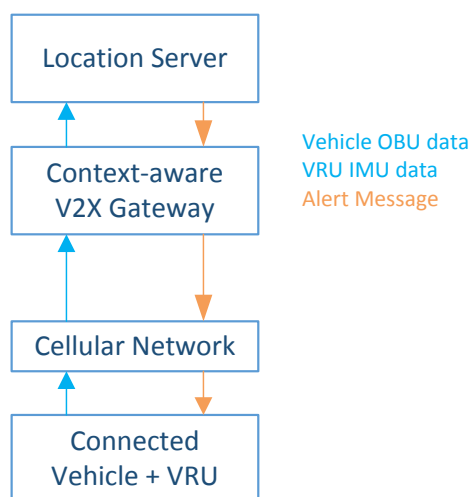 Location Server
Vehicle OBU data
VRU IMU data
Alert Message
Context-aware
V2X Gateway
Cellular Network
Connected
Vehicle + VRU